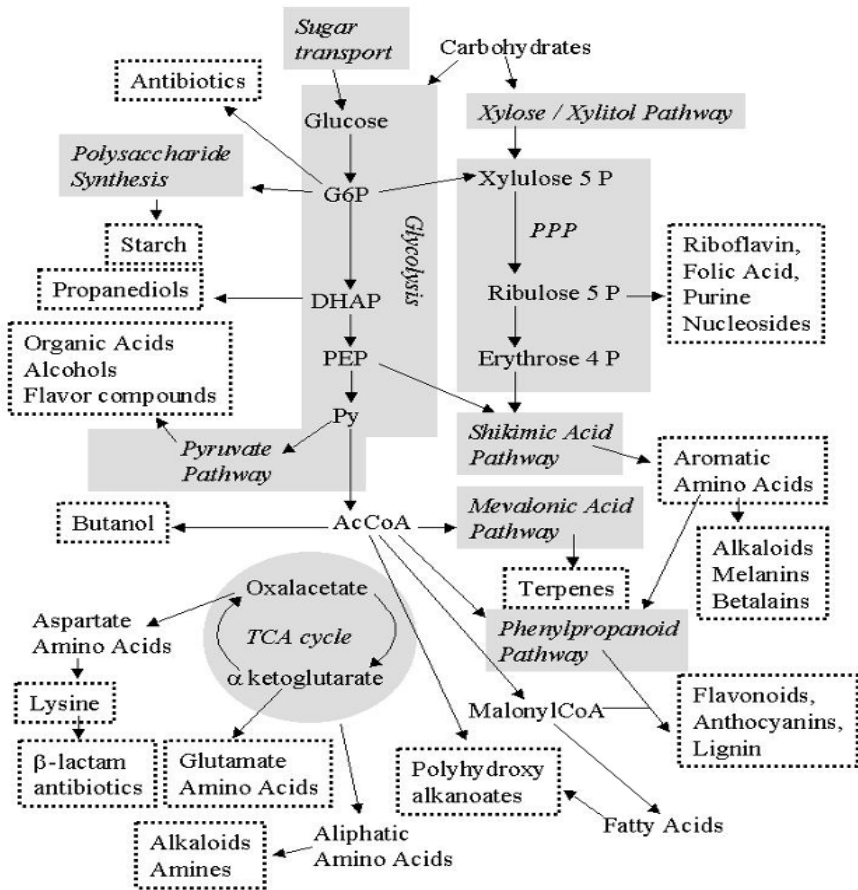 Sugar
transport
Carbohydrates
Antibiotics
Glucose
Xylose / Xylitol Pathway
Polysaccharide
Synthesis
G6P
Xylulose 5 P
Glycolysis
PPP
Starch
Riboflavin,
Folic Acid,
Purine
Nucleosides
Propanediols
DHAP
Ribulose 5 P
Organic Acids
Alcohols
Flavor compounds
PEP
Erythrose 4 P
Py
Pyruvate
Pathway
Shikimic Acid
Pathway
Aromatic
Amino Acids
Butanol
AcCoA
Mevalonic Acid
Pathway
Alkaloids
Melanins
Betalains
Terpenes
Oxalacetate
TCA cycle
α ketoglutarate
Aspartate
Amino Acids
Phenylpropanoid
Pathway
Lysine
MalonylCoA
Flavonoids,
Anthocyanins,
Lignin
β-lactam
antibiotics
Glutamate
Amino Acids
Polyhydroxy
alkanoates
Fatty Acids
Alkaloids
Amines
Aliphatic
Amino Acids